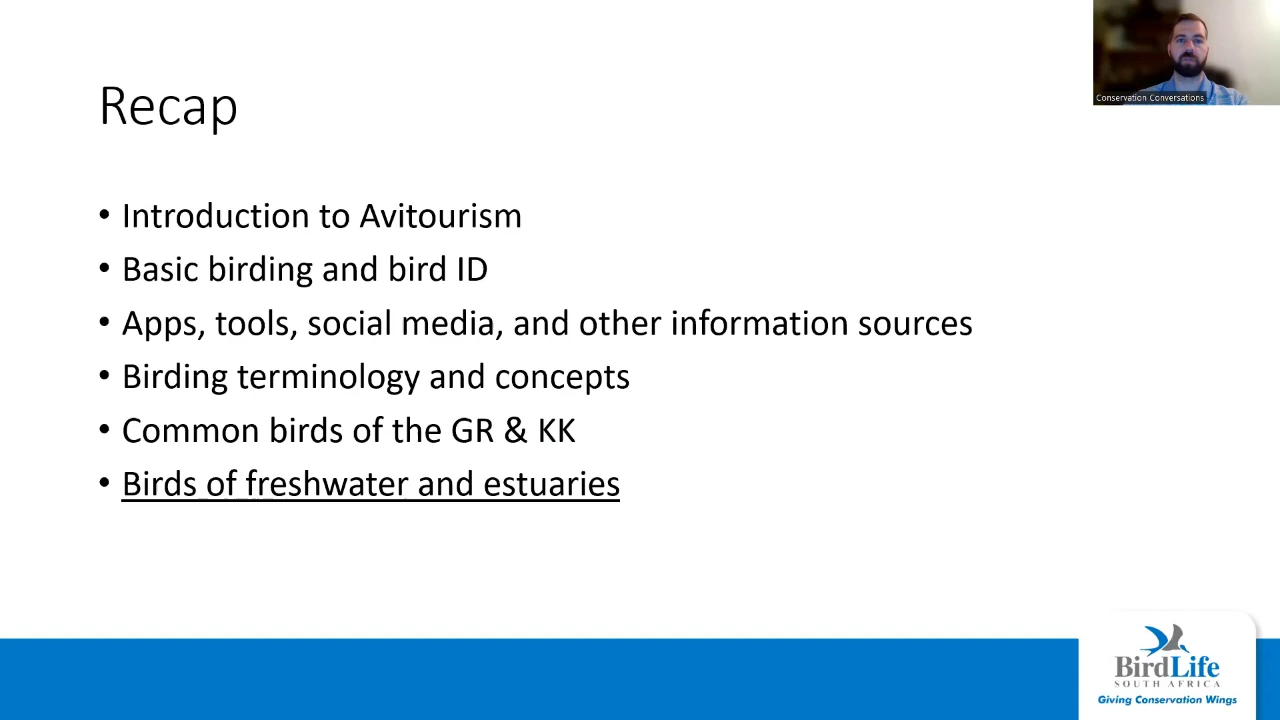 Recap
Conservation Conversations
• Introduction to Avitourism
• Basic birding and bird ID
• Apps, tools, social media, and other information sources
• Birding terminology and concepts
• Common birds of the GR & KK
• Birds of freshwater and estuaries
BirdLife
SOUTH AFRICA
Giving Conservation Wings